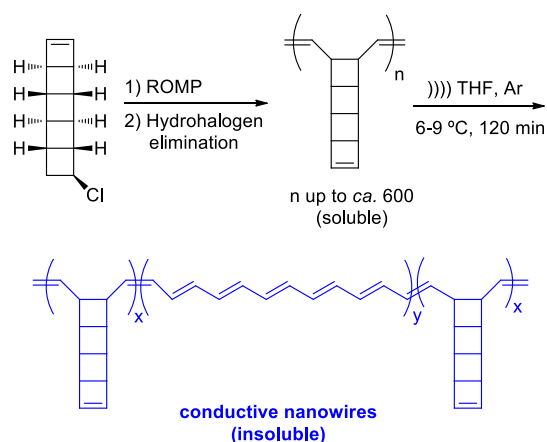 H H
H H
H H
H H
Cl
1) ROMP
2) Hydrohalogen
elimination
n
n up to ca. 600
(soluble)
)))) THF, Ar
6-9 ºC, 120 min
x y x
conductive nanowires
(insoluble)